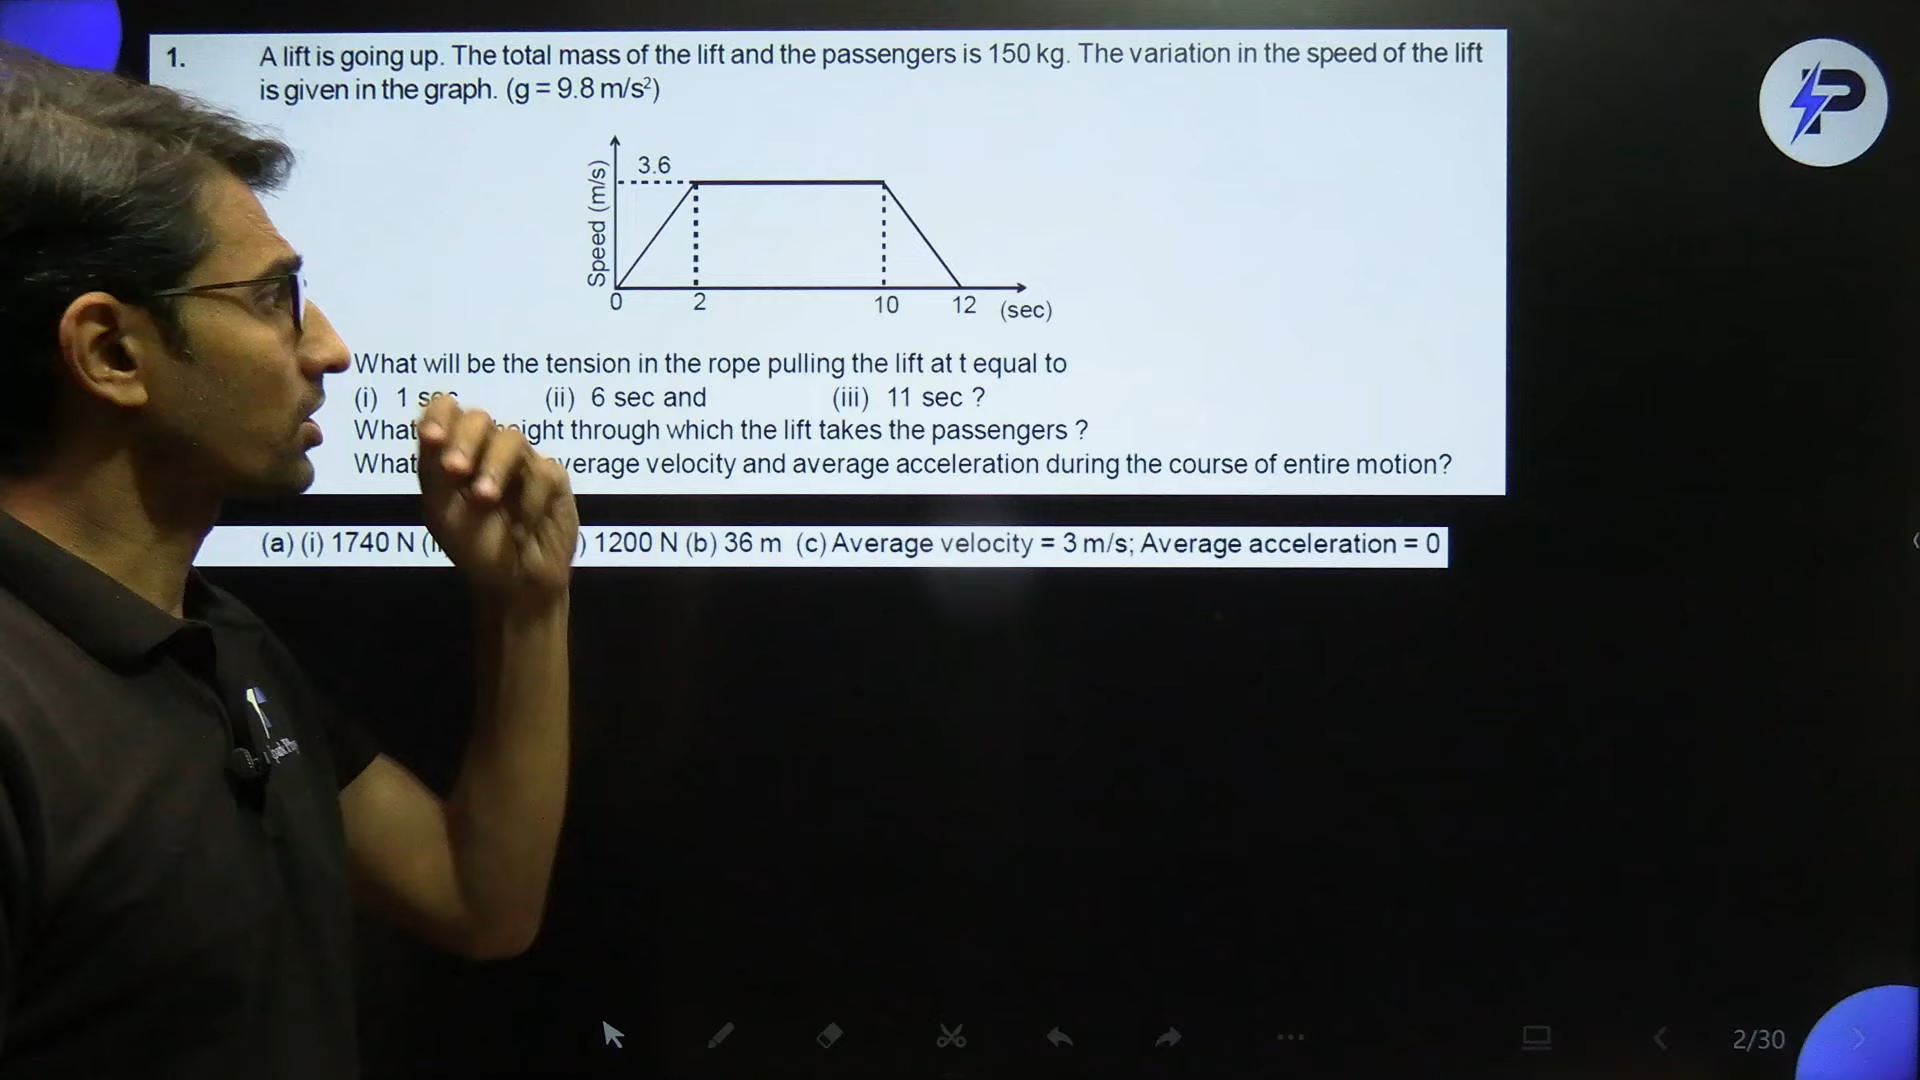 1. A lift is going up. The total mass of the lift and the passengers is 150 kg. The variation in the speed of the lift
is given in the graph. (g = 9.8 m/s²)
3.6
Speed (m/s)
0 2 10 12 (sec)
What will be the tension in the rope pulling the lift at t equal to
(i) 1 sec (ii) 6 sec and (iii) 11 sec ?
What height through which the lift takes the passengers ?
What average velocity and average acceleration during the course of entire motion?
(a) (i) 1740 N ) 1200 N (b) 36 m (c) Average velocity = 3 m/s; Average acceleration = 0
2/30